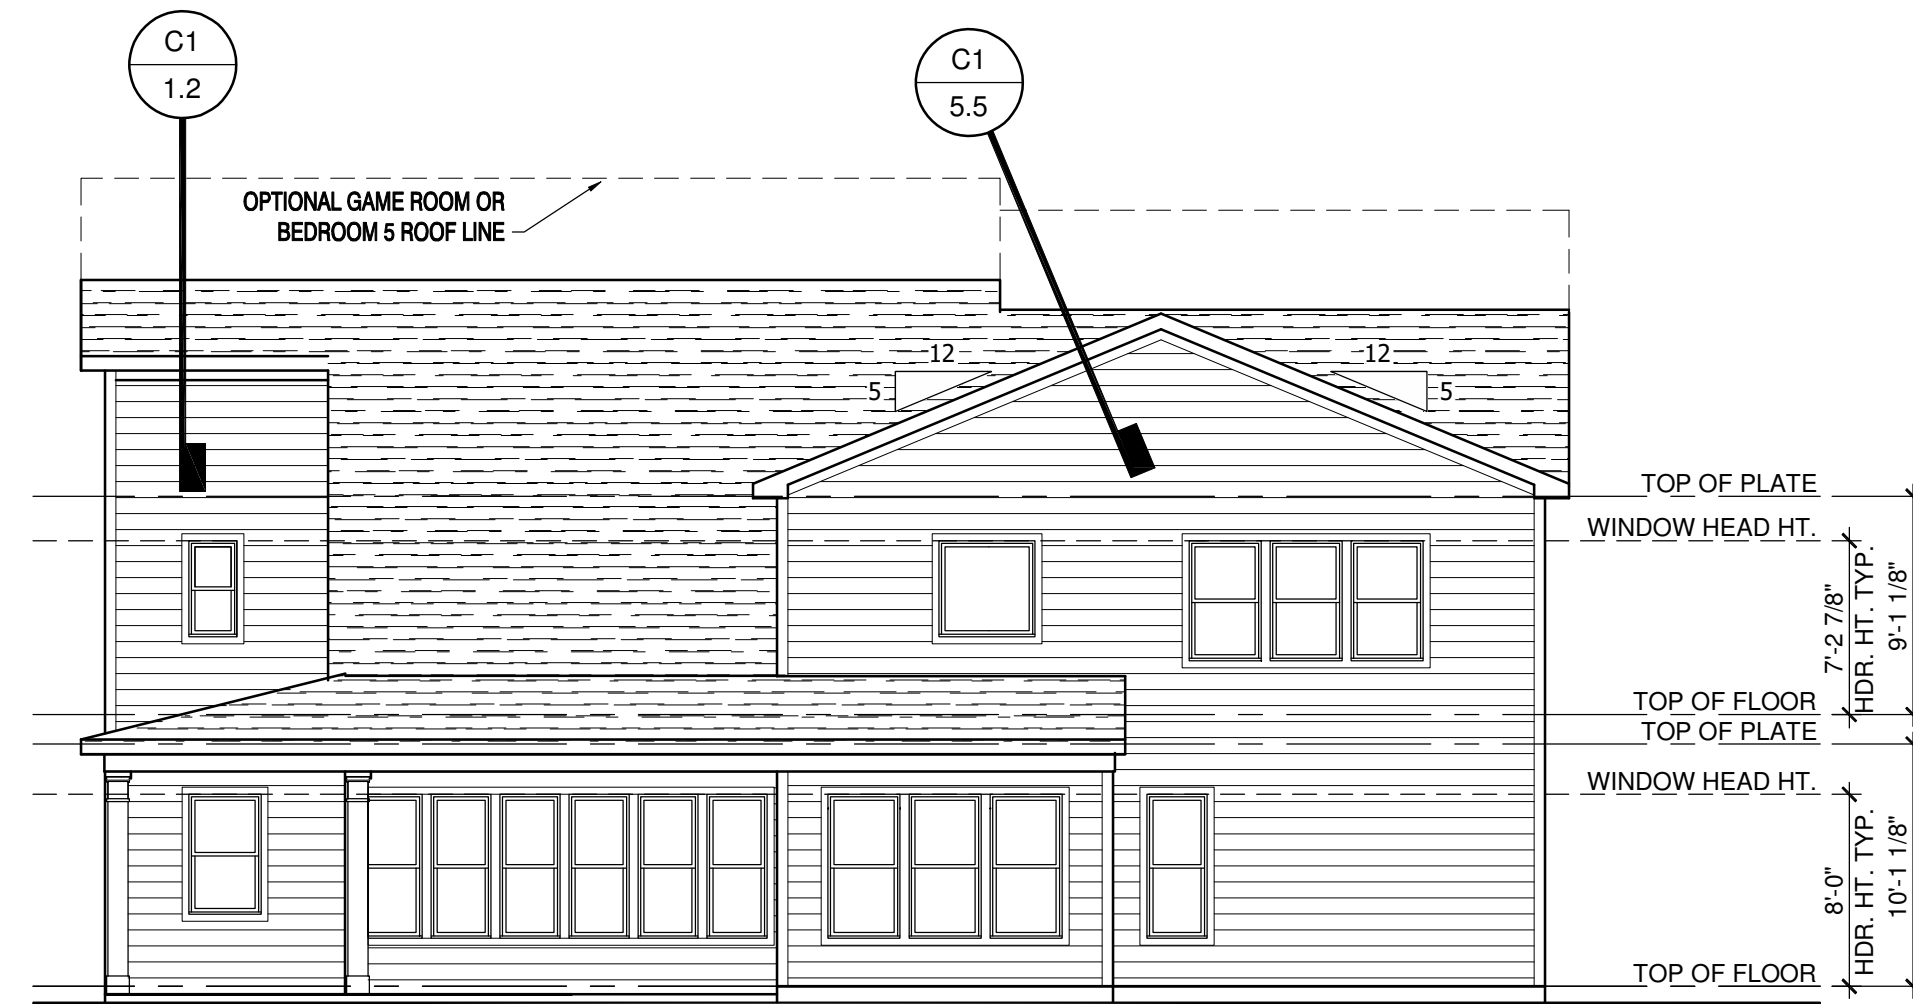 C1
1.2
C1
5.5
OPTIONAL GAME ROOM OR
BEDROOM 5 ROOF LINE
12
5
12
5
TOP OF PLATE
WINDOW HEAD HT.
7'-2 7/8"
HDR. HT. TYP.
9'-1 1/8"
TOP OF FLOOR
TOP OF PLATE
WINDOW HEAD HT.
8'-0"
HDR. HT. TYP.
10'-1 1/8"
TOP OF FLOOR